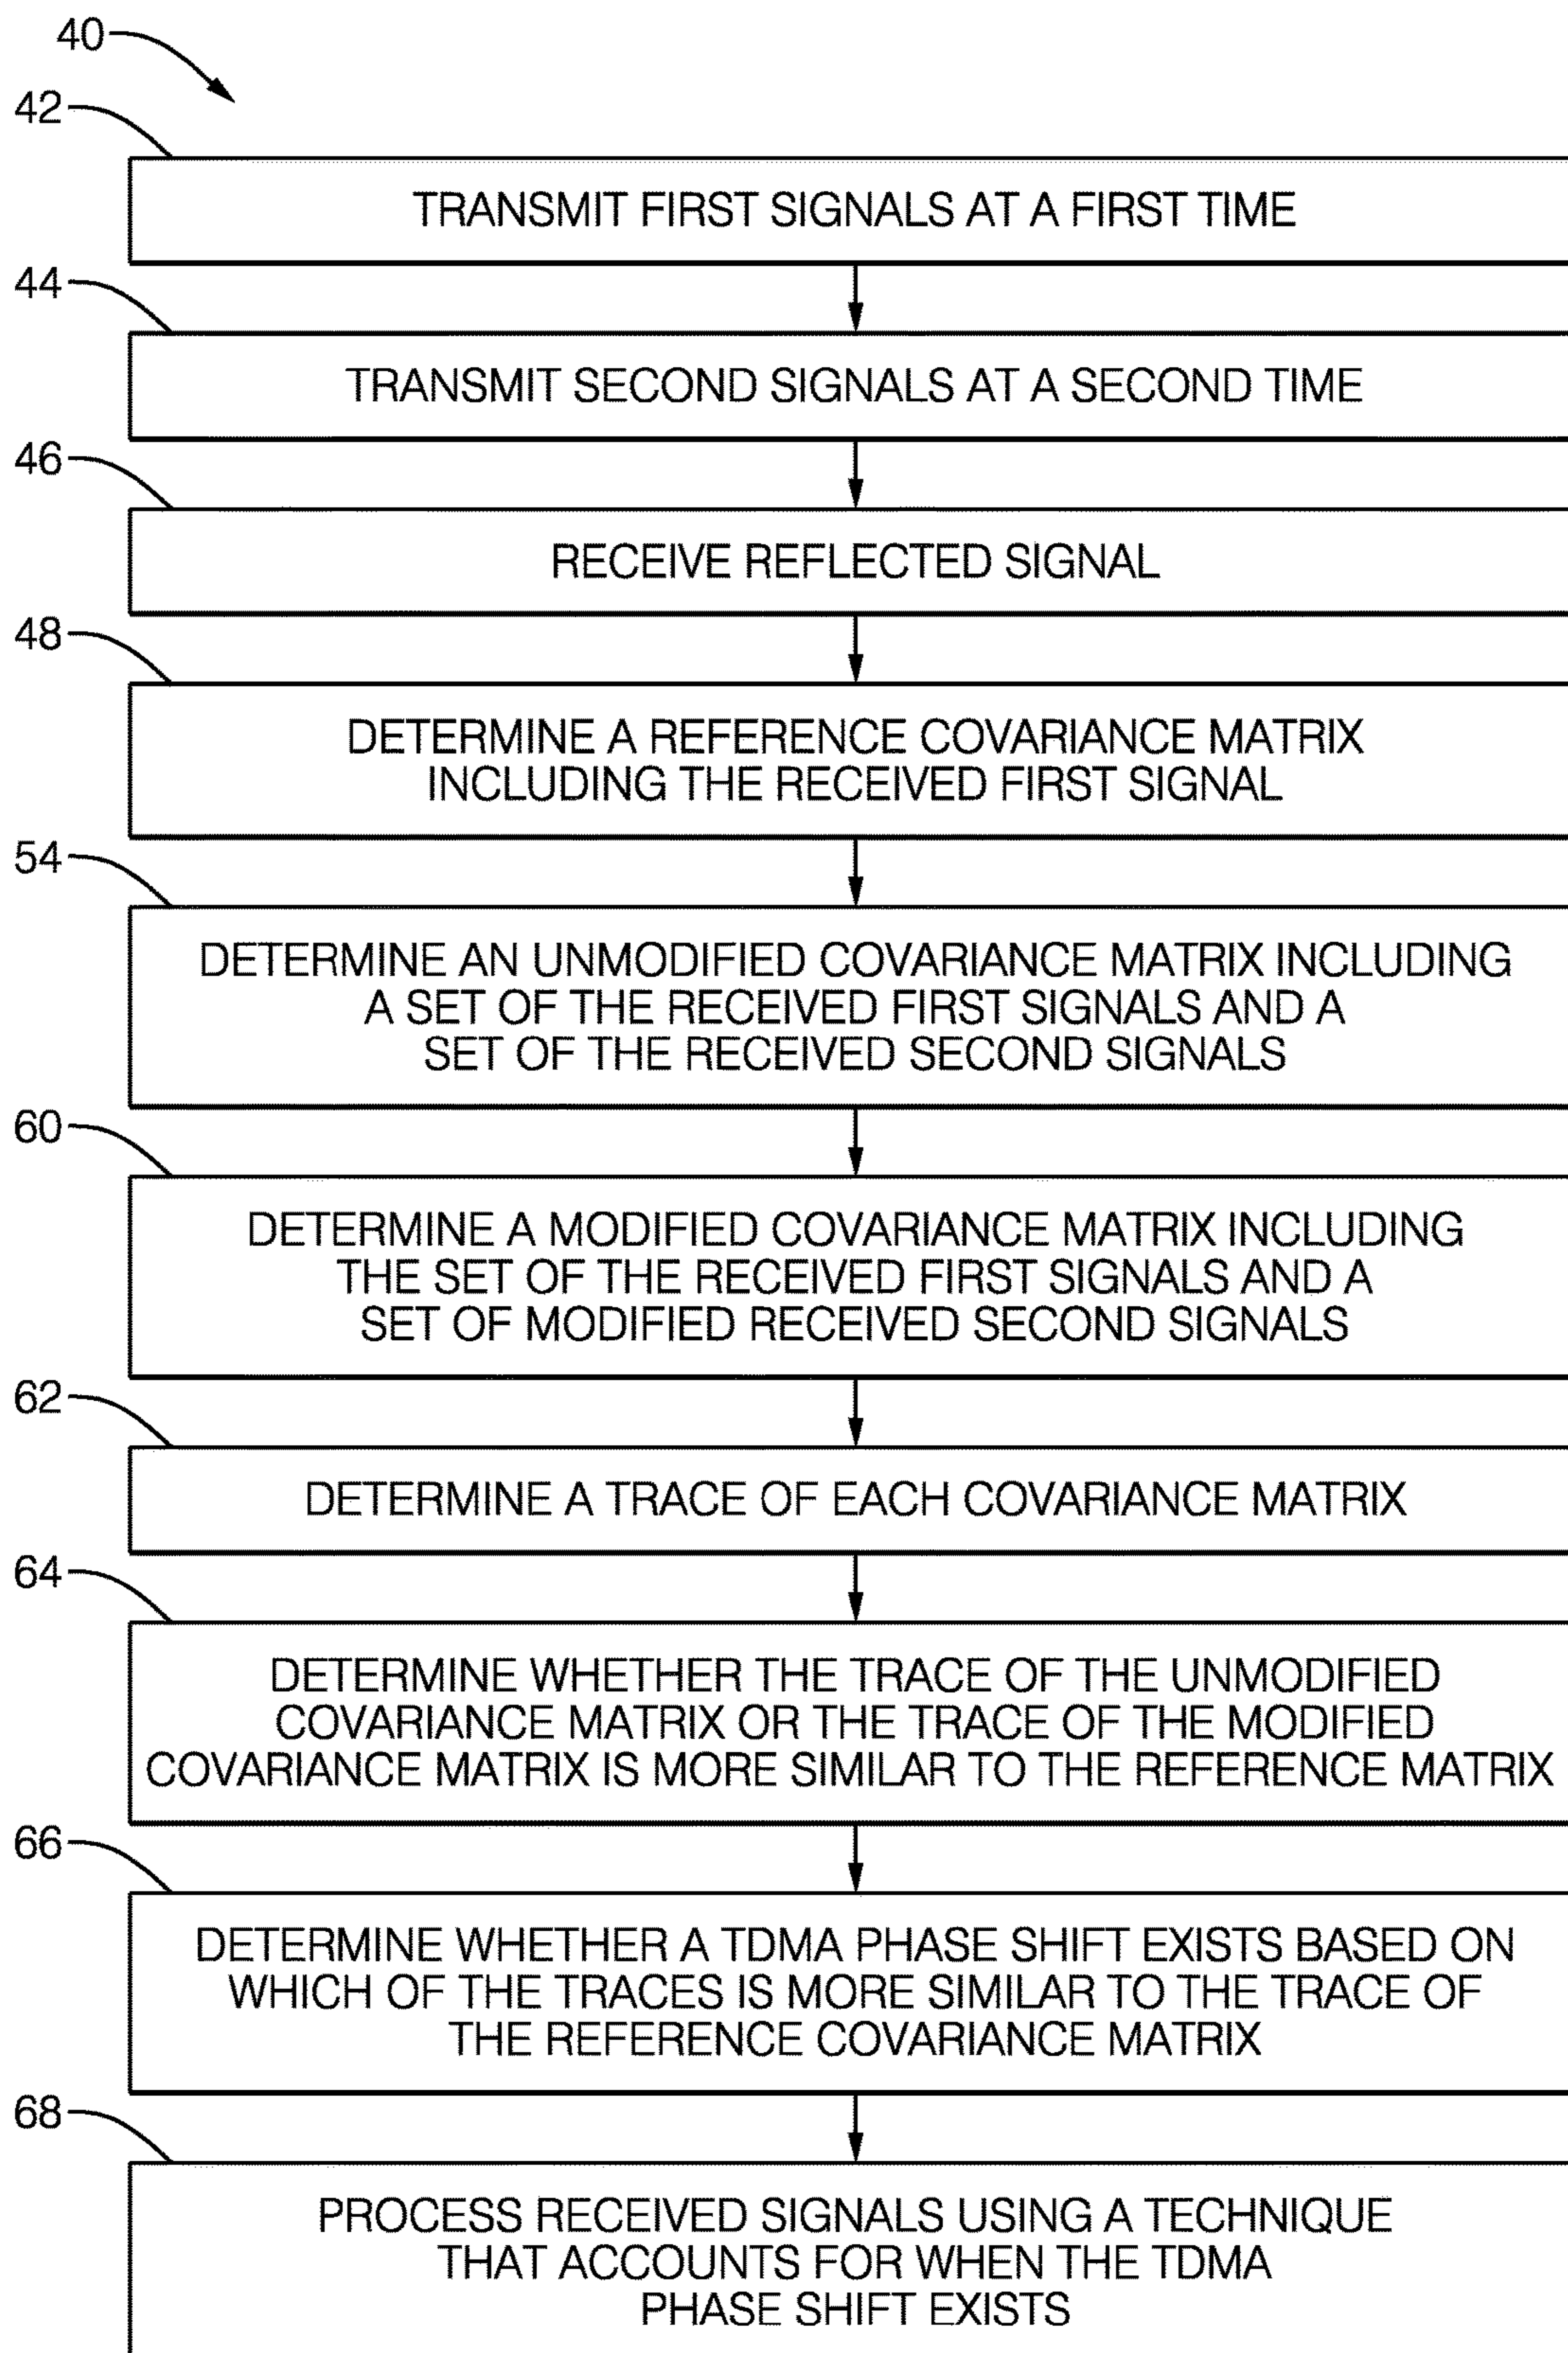 40
42
TRANSMIT FIRST SIGNALS AT A FIRST TIME
44
TRANSMIT SECOND SIGNALS AT A SECOND TIME
46
RECEIVE REFLECTED SIGNAL
48
DETERMINE A REFERENCE COVARIANCE MATRIX
INCLUDING THE RECEIVED FIRST SIGNAL
54
DETERMINE AN UNMODIFIED COVARIANCE MATRIX INCLUDING
A SET OF THE RECEIVED FIRST SIGNALS AND A
SET OF THE RECEIVED SECOND SIGNALS
60
DETERMINE A MODIFIED COVARIANCE MATRIX INCLUDING
THE SET OF THE RECEIVED FIRST SIGNALS AND A
SET OF MODIFIED RECEIVED SECOND SIGNALS
62
DETERMINE A TRACE OF EACH COVARIANCE MATRIX
64
DETERMINE WHETHER THE TRACE OF THE UNMODIFIED
COVARIANCE MATRIX OR THE TRACE OF THE MODIFIED
COVARIANCE MATRIX IS MORE SIMILAR TO THE REFERENCE MATRIX
66
DETERMINE WHETHER A TDMA PHASE SHIFT EXISTS BASED ON
WHICH OF THE TRACES IS MORE SIMILAR TO THE TRACE OF
THE REFERENCE COVARIANCE MATRIX
68
PROCESS RECEIVED SIGNALS USING A TECHNIQUE
THAT ACCOUNTS FOR WHEN THE TDMA
PHASE SHIFT EXISTS